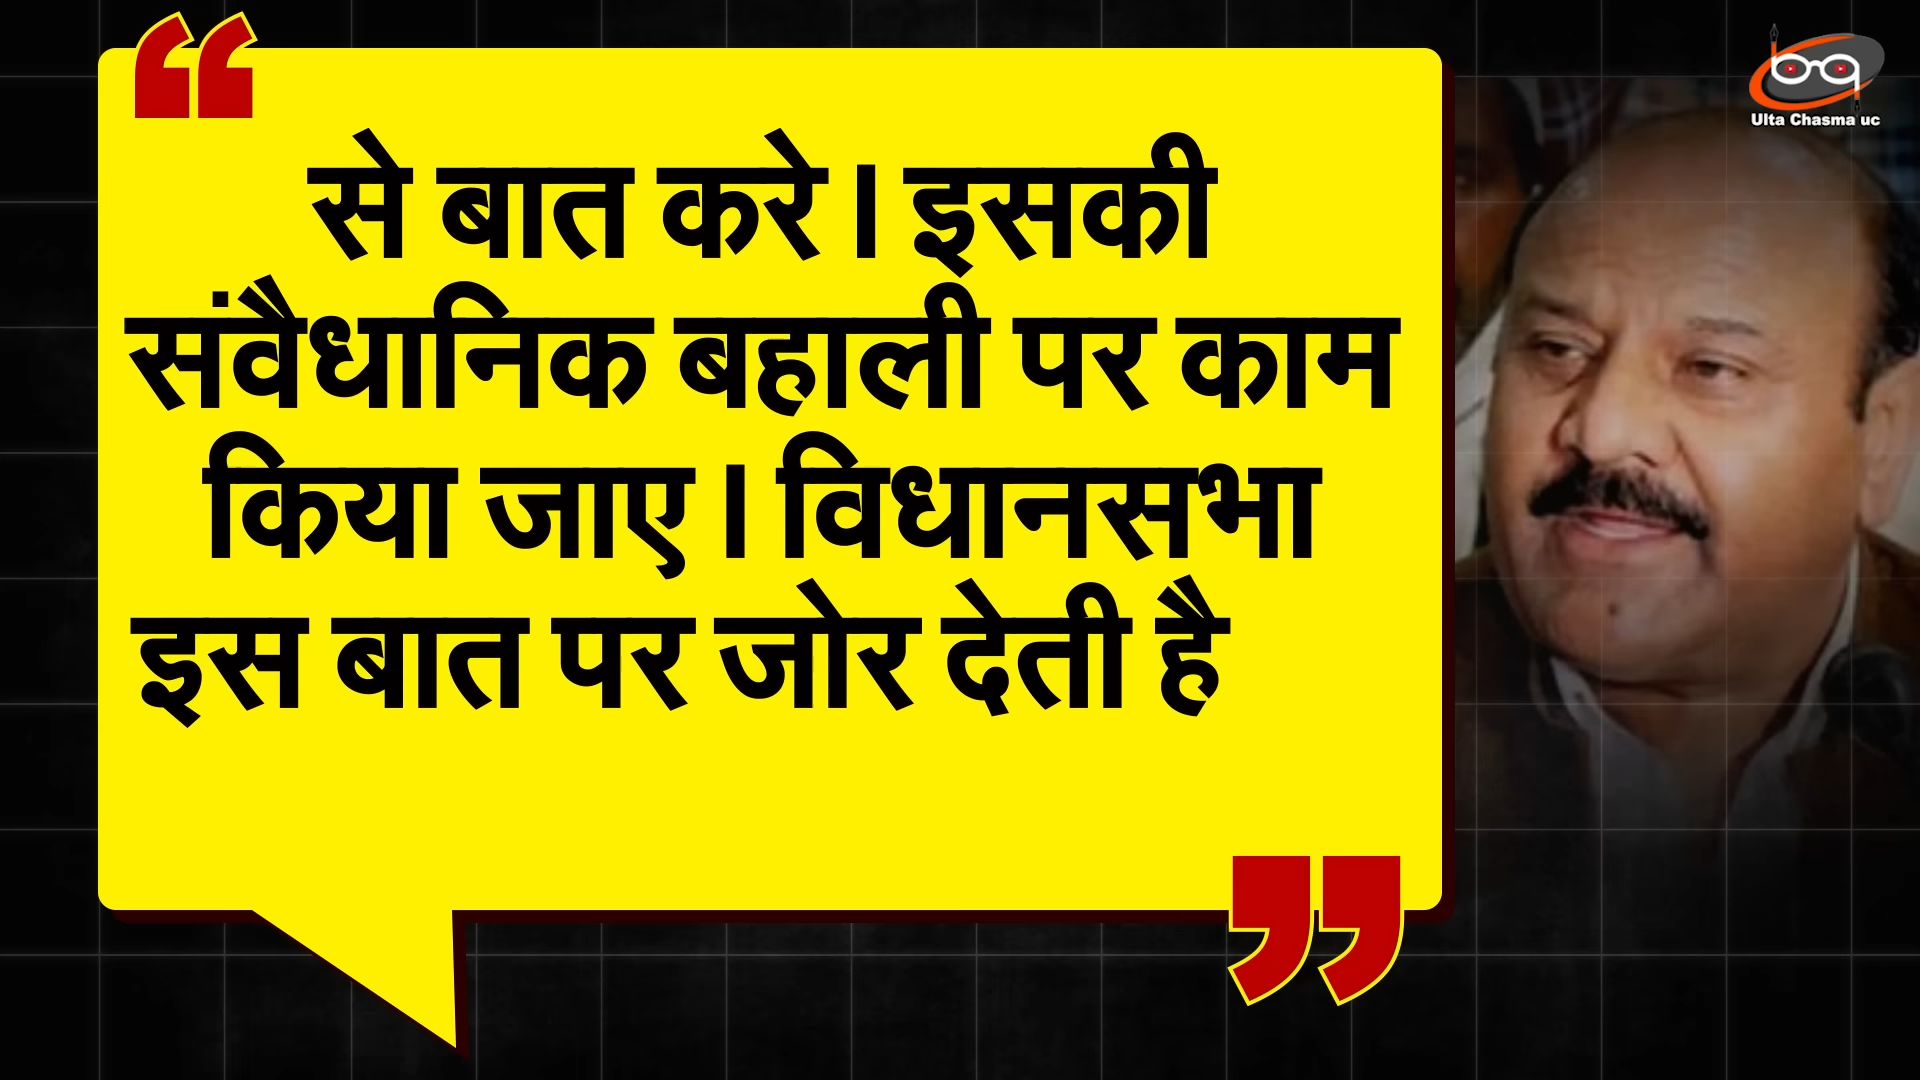 से बात करे । इसकी
संवैधानिक बहाली पर काम
किया जाए । विधानसभा
इस बात पर जोर देती है
Ulta Chasma uc